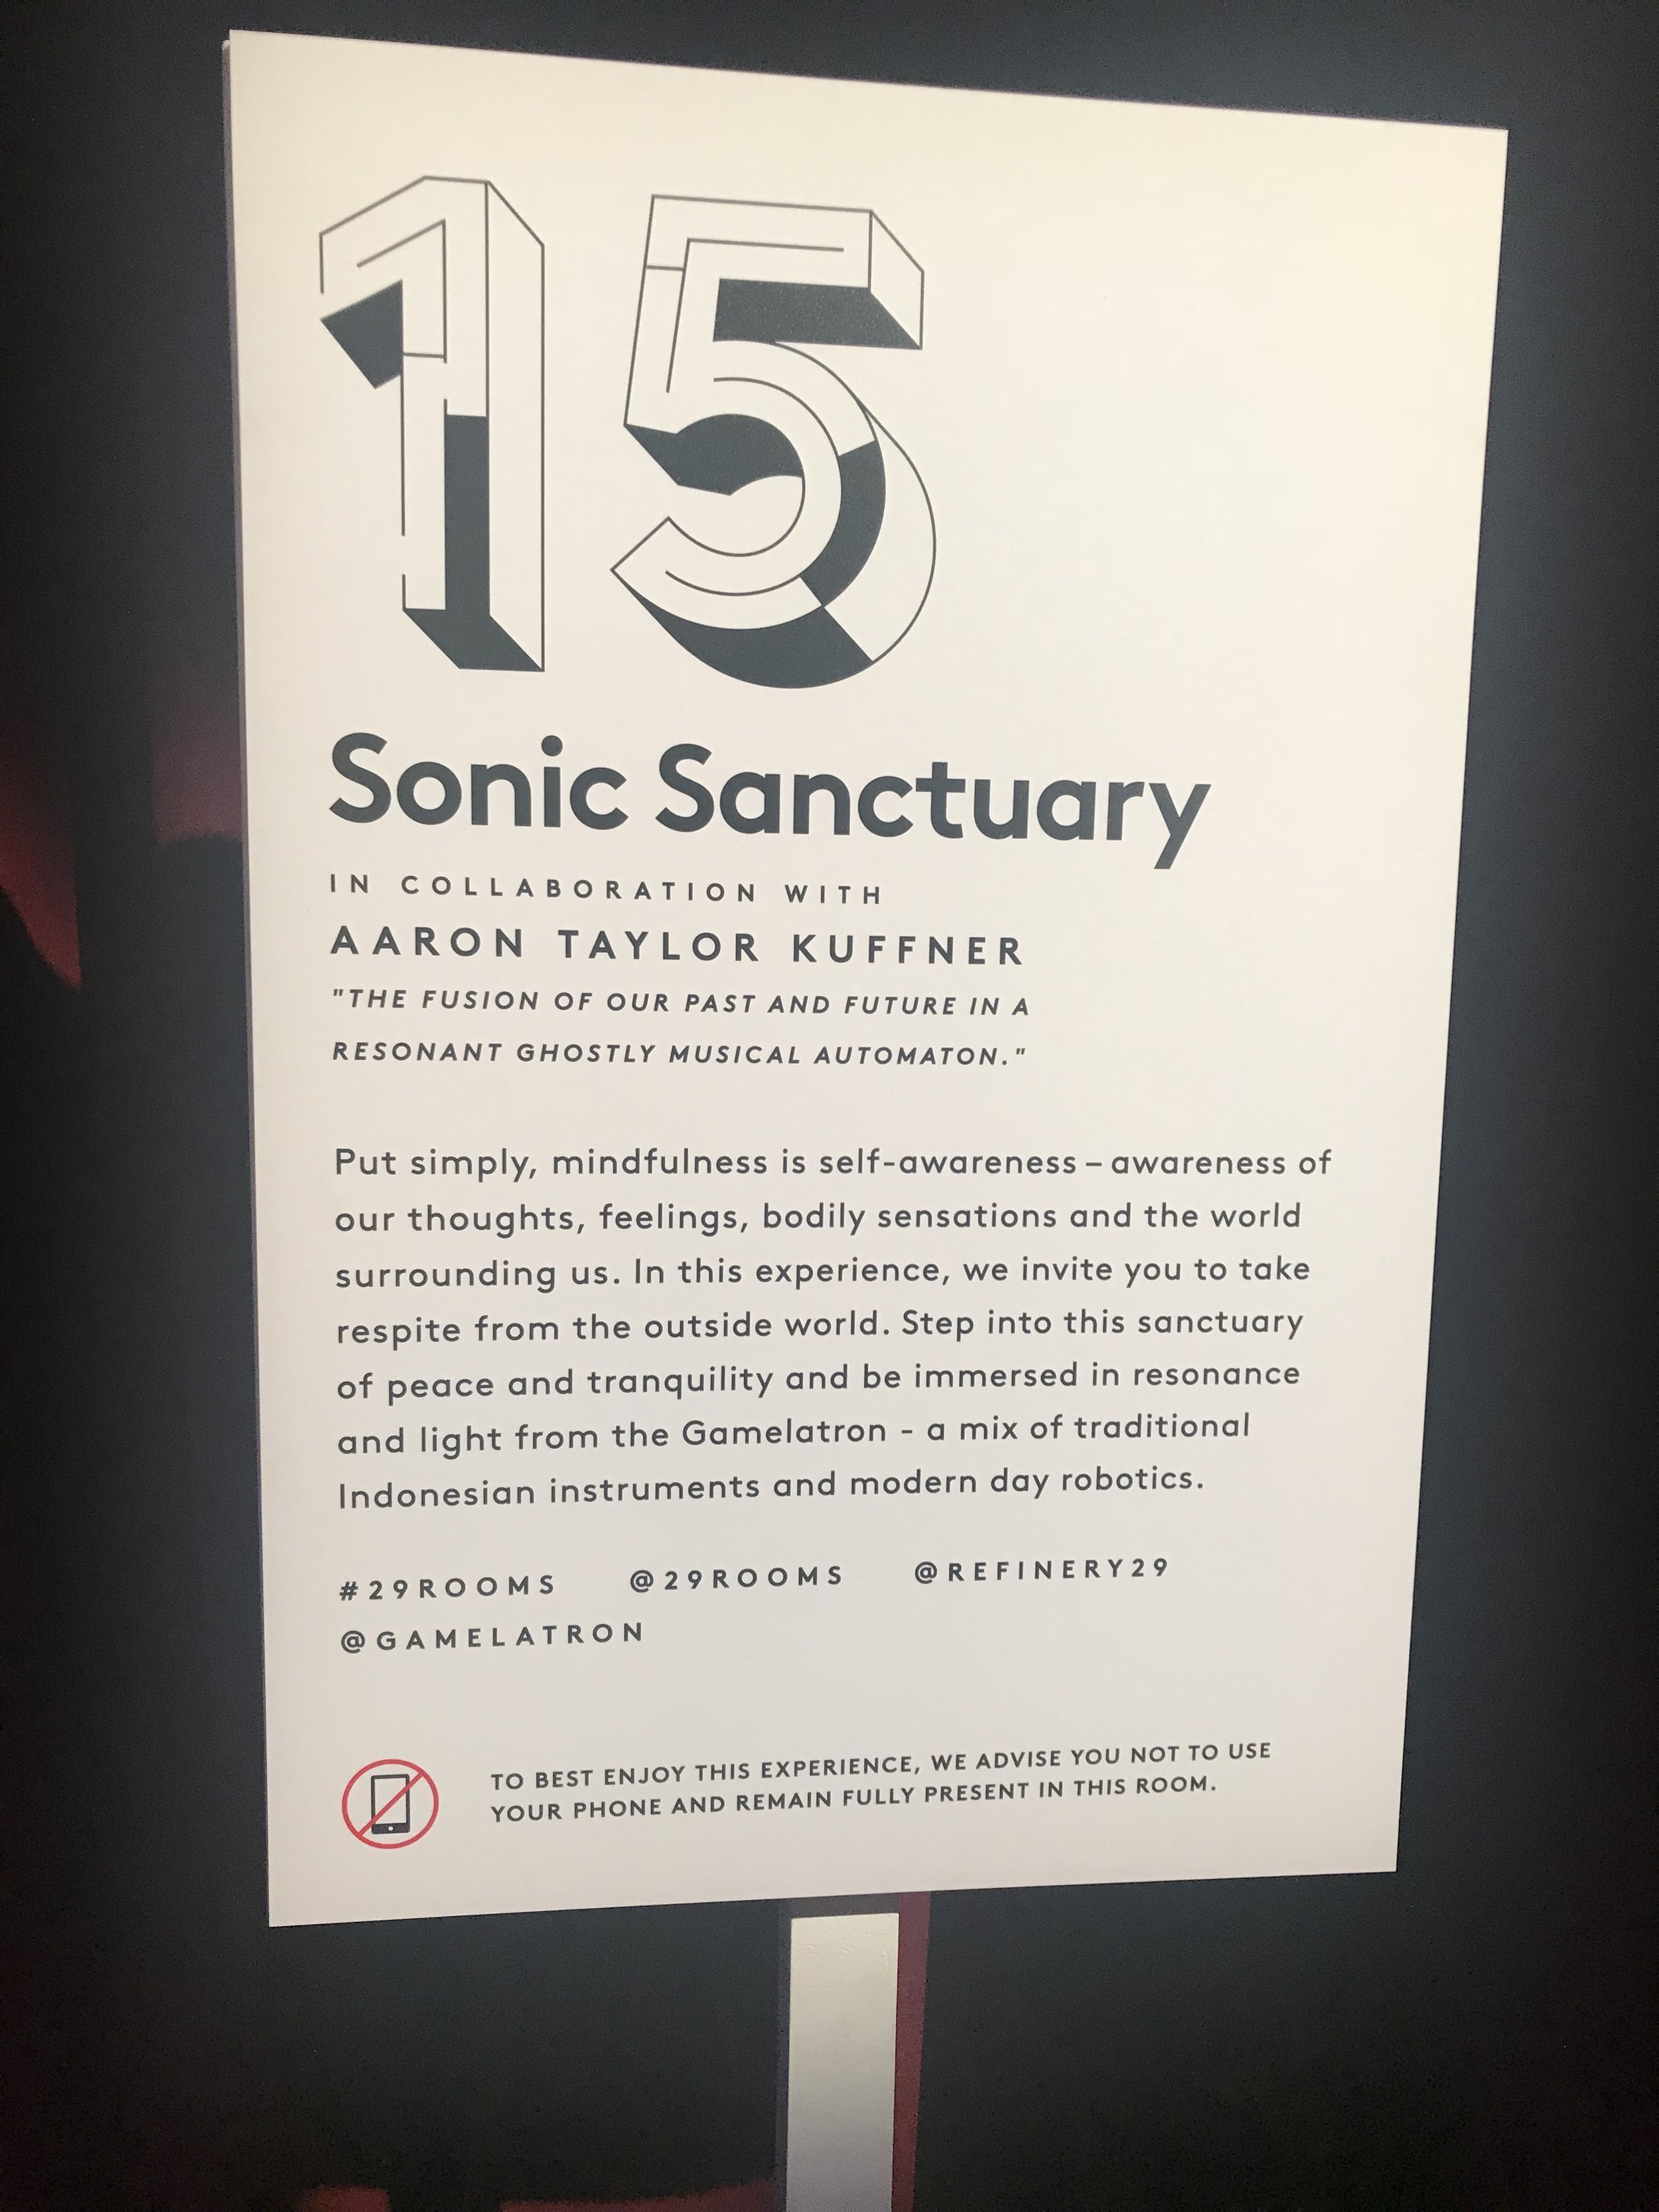 15
Sonic Sanctuary
IN COLLABORATION WITH
AARON TAYLOR KUFFNER
"THE FUSION OF OUR PAST AND FUTURE IN A
RESONANT GHOSTLY MUSICAL AUTOMATON."
Put simply, mindfulness is self-awareness – awareness of
our thoughts, feelings, bodily sensations and the world
surrounding us. In this experience, we invite you to take
respite from the outside world. Step into this sanctuary
of peace and tranquility and be immersed in resonance
and light from the Gamelatron - a mix of traditional
Indonesian instruments and modern day robotics.
#29ROOMS @29ROOMS @REFINERY29
@GAMELATRON
TO BEST ENJOY THIS EXPERIENCE, WE ADVISE YOU NOT TO USE
YOUR PHONE AND REMAIN FULLY PRESENT IN THIS ROOM.